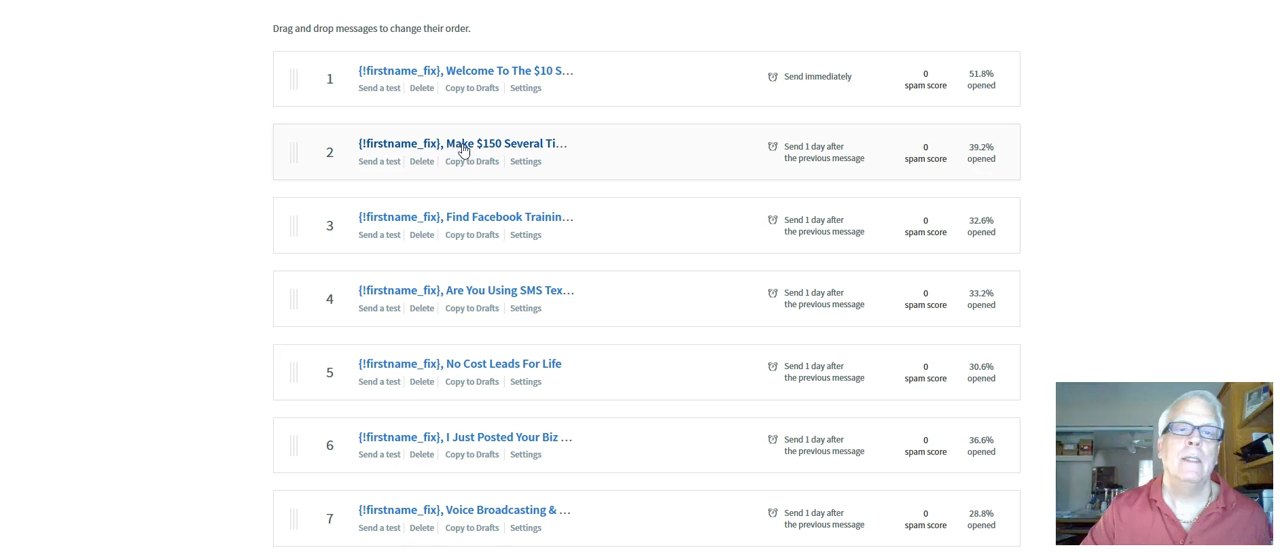 Drag and drop messages to change their order.
1
{!firstname_fix}, Welcome To The $10 S...
Send a test Delete Copy to Drafts Settings
Send Immediately
0
spam score
51.8%
opened
2
{!firstname_fix}, Make $150 Several Ti...
Send a test Delete Copy to Drafts Settings
Send 1 day after
the previous message
0
spam score
39.2%
opened
3
{!firstname_fix}, Find Facebook Trainin...
Send a test Delete Copy to Drafts Settings
Send 1 day after
the previous message
0
spam score
32.6%
opened
4
{!firstname_fix}, Are You Using SMS Tex...
Send a test Delete Copy to Drafts Settings
Send 1 day after
the previous message
0
spam score
33.2%
opened
5
{!firstname_fix}, No Cost Leads For Life
Send a test Delete Copy to Drafts Settings
Send 1 day after
the previous message
0
spam score
30.6%
opened
6
{!firstname_fix}, I Just Posted Your Biz ...
Send a test Delete Copy to Drafts Settings
Send 1 day after
the previous message
0
spam score
36.6%
opened
7
{!firstname_fix}, Voice Broadcasting & ...
Send a test Delete Copy to Drafts Settings
Send 1 day after
the previous message
0
spam score
28.8%
opened